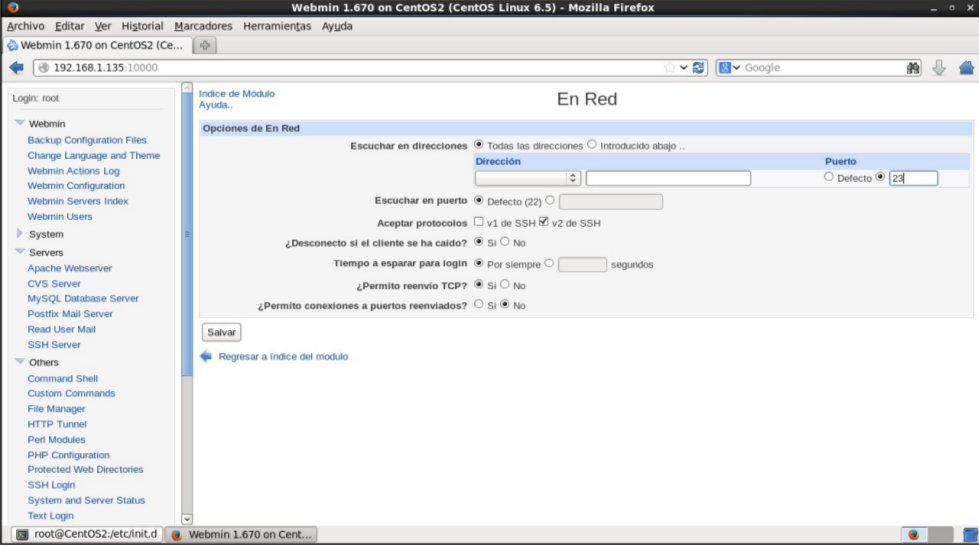 Webmin 1.670 on CentOS2 (CentOS Linux 6.5) - Mozilla Firefox
Archivo Editar Ver Historial Marcadores Herramientas Ayuda
Webmin 1.670 on CentOS2 (Ce...
192.168.1.135:10000
Google
Login: root
Webmin
Backup Configuration Files
Change Language and Theme
Webmin Actions Log
Webmin Configuration
Webmin Servers Index
Webmin Users
System
Servers
Apache Webserver
CVS Server
MySQL Database Server
Postfix Mail Server
Read User Mail
SSH Server
Others
Command Shell
Custom Commands
File Manager
HTTP Tunnel
Perl Modules
PHP Configuration
Protected Web Directories
SSH Login
System and Server Status
Text Login
Indice de Módulo
Ayuda..
En Red
Opciones de En Red
Escuchar en direcciones Todas las direcciones Introducido abajo ..
Dirección Puerto
Defecto 23
Escuchar en puerto Defecto (22)
Aceptar protocolos v1 de SSH v2 de SSH
¿Desconecto si el cliente se ha caído? Si No
Tiempo a esparar para login Por siempre segundos
¿Permito reenvío TCP? Si No
¿Permito conexiones a puertos reenviados? Si No
Salvar
Regresar a índice del modulo
root@CentOS2:/etc/init.d Webmin 1.670 on Cent...